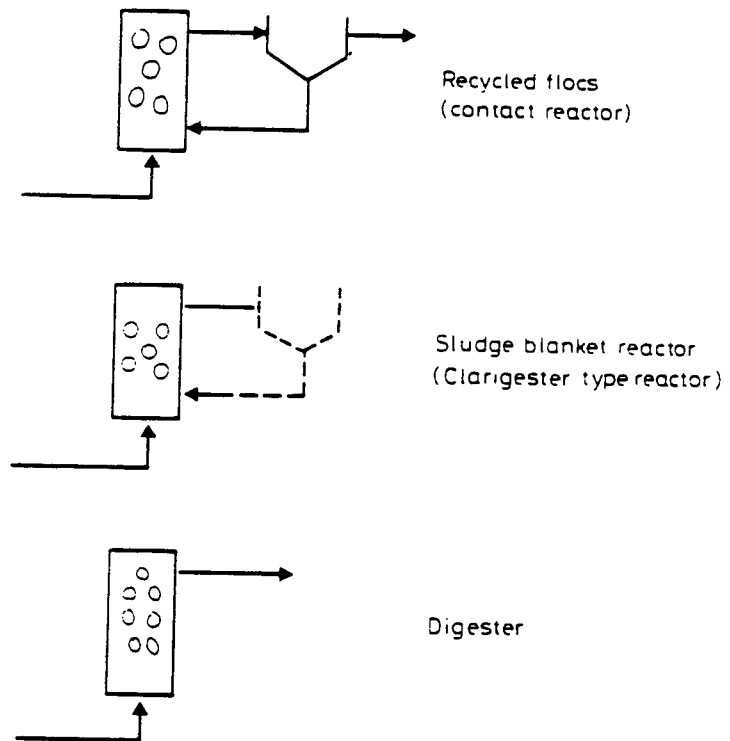 Recycled flocs
(contact reactor)
Sludge blanket reactor
(Clarigester type reactor)
Digester